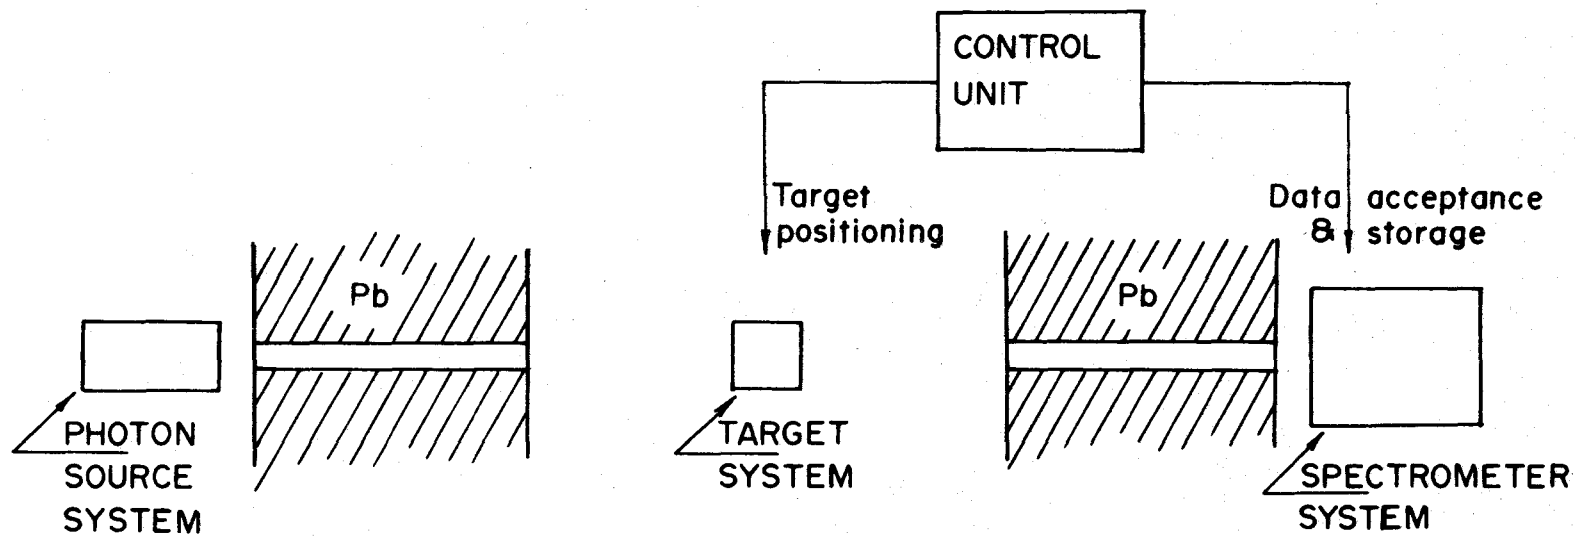 CONTROL
UNIT
Target
positioning
Data acceptance
& storage
Pb
Pb
PHOTON
SOURCE
SYSTEM
TARGET
SYSTEM
SPECTROMETER
SYSTEM